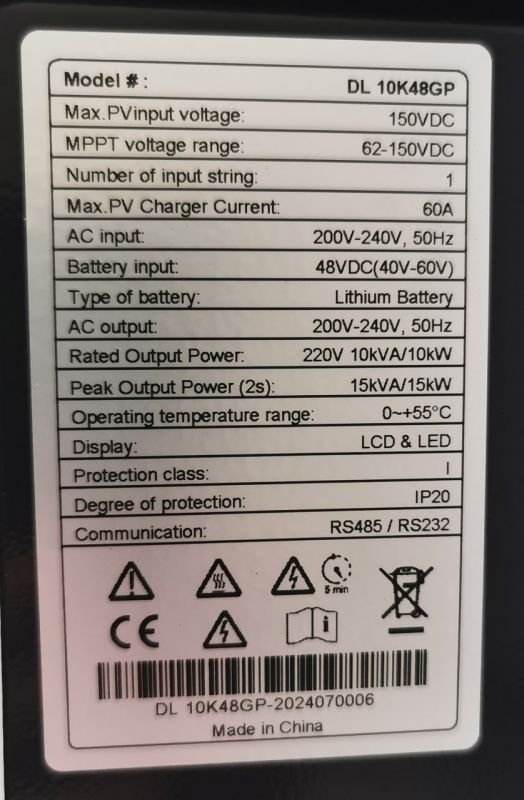 Model # : DL 10K48GP
Max.PVinput voltage: 150VDC
MPPT voltage range: 62-150VDC
Number of input string: 1
Max.PV Charger Current: 60A
AC input: 200V-240V, 50Hz
Battery input: 48VDC(40V-60V)
Type of battery: Lithium Battery
AC output: 200V-240V, 50Hz
Rated Output Power: 220V 10kVA/10kW
Peak Output Power (2s): 15kVA/15kW
Operating temperature range: 0~+55°C
Display: LCD & LED
Protection class: I
Degree of protection: IP20
Communication: RS485 / RS232
5 min
CE
i
DL 10K48GP-2024070006
Made in China